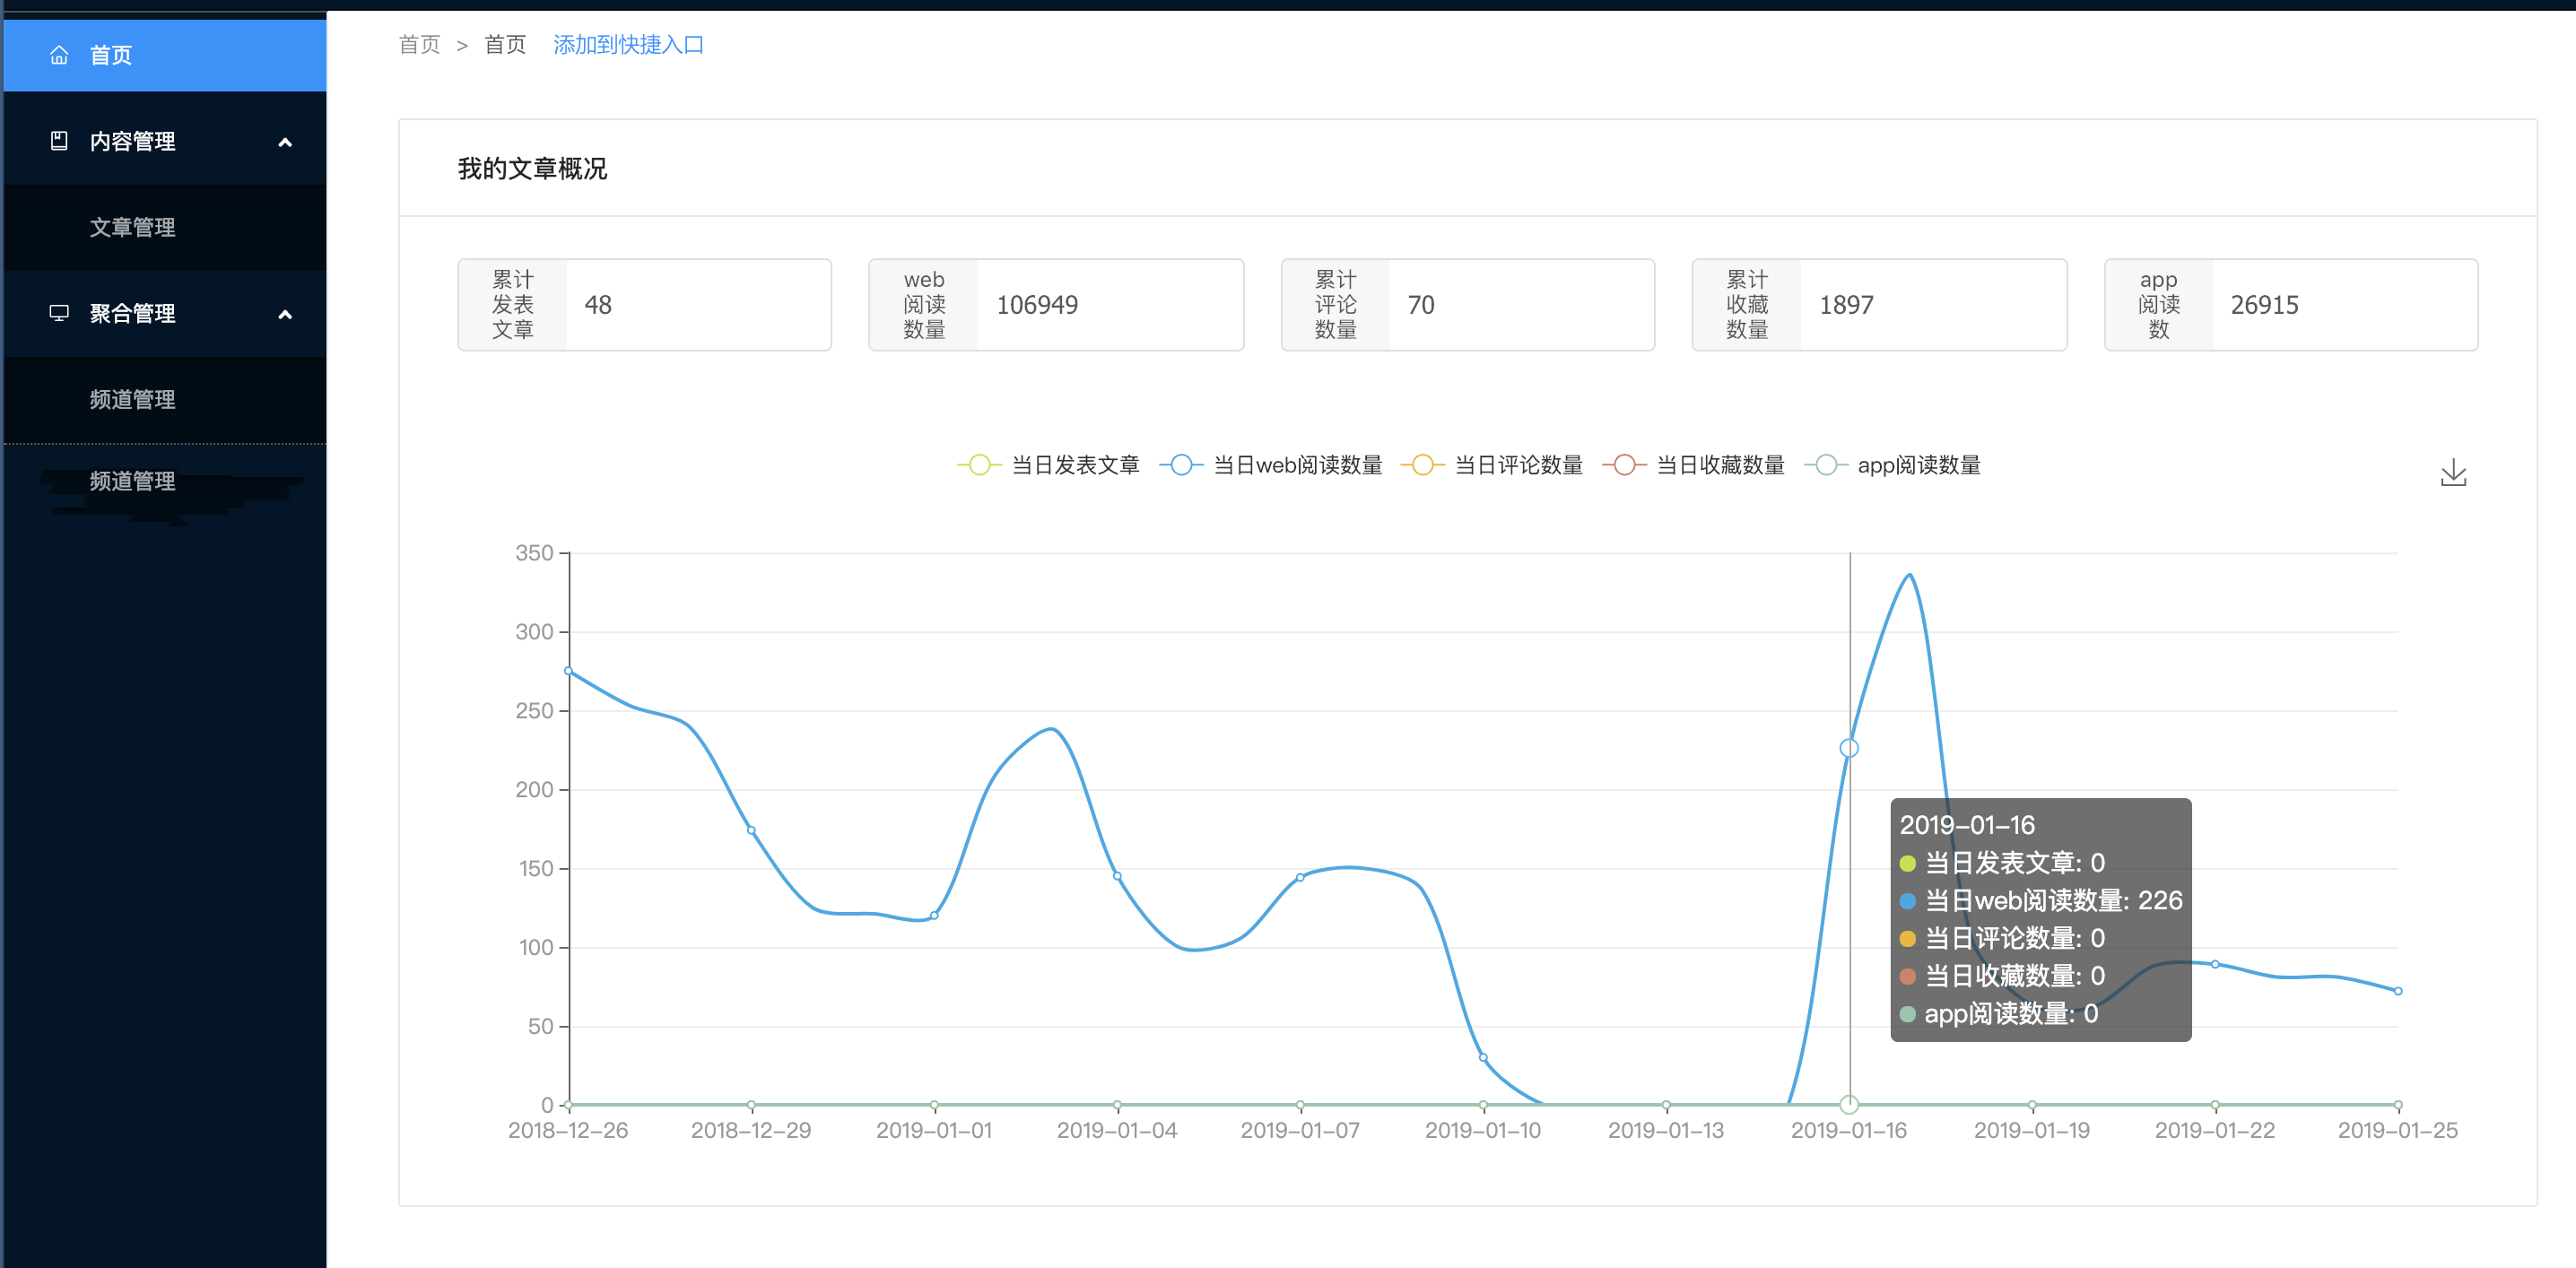 首页
内容管理
文章管理
聚合管理
频道管理
频道管理
首页 > 首页 添加到快捷入口
我的文章概况
累计
发表
文章
48
web
阅读
数量
106949
累计
评论
数量
70
累计
收藏
数量
1897
app
阅读
数
26915
当日发表文章 当日web阅读数量 当日评论数量 当日收藏数量 app阅读数量
350
300
250
200
150
100
50
0
2019-01-16
当日发表文章: 0
当日web阅读数量: 226
当日评论数量: 0
当日收藏数量: 0
app阅读数量: 0
2018-12-26 2018-12-29 2019-01-01 2019-01-04 2019-01-07 2019-01-10 2019-01-13 2019-01-16 2019-01-19 2019-01-22 2019-01-25